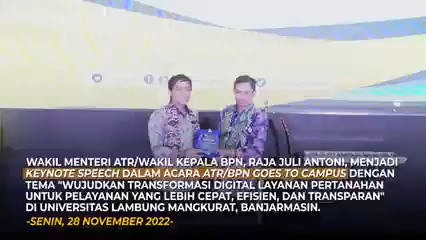 WAKIL MENTERI ATR/WAKIL KEPALA BPN, RAJA JULI ANTONI, MENJADI
KEYNOTE SPEECH DALAM ACARA ATR/BPN GOES TO CAMPUS DENGAN
TEMA "WUJUDKAN TRANSFORMASI DIGITAL LAYANAN PERTANAHAN
UNTUK PELAYANAN YANG LEBIH CEPAT, EFISIEN, DAN TRANSPARAN"
DI UNIVERSITAS LAMBUNG MANGKURAT, BANJARMASIN.
-SENIN, 28 NOVEMBER 2022-